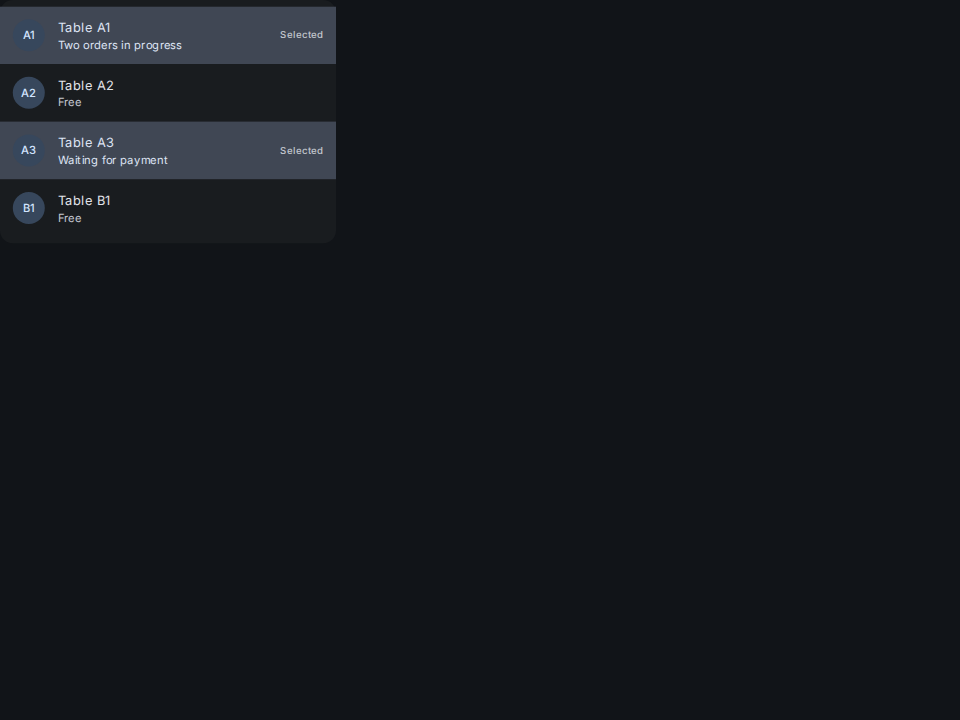 A1
Table A1
Two orders in progress
Selected
A2
Table A2
Free
A3
Table A3
Waiting for payment
Selected
B1
Table B1
Free